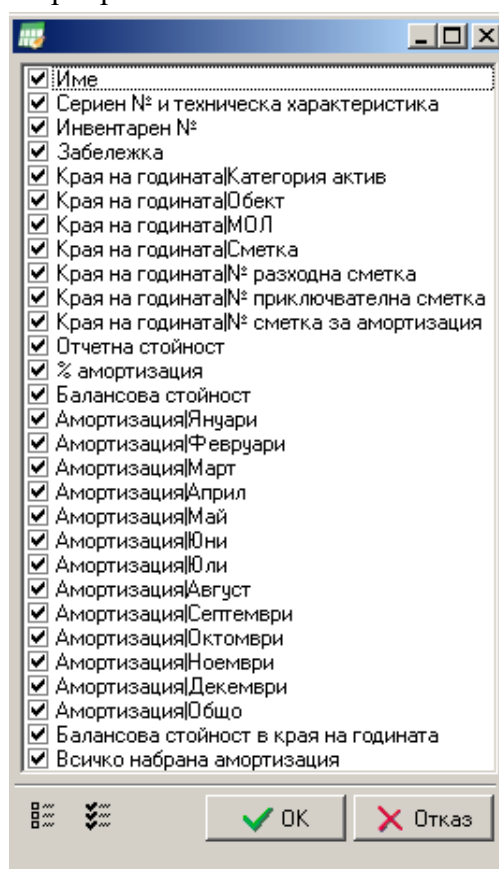 Име
Сериен № и техническа характеристика
Инвентарен №
Забележка
Края на годината|Категория актив
Края на годината|Обект
Края на годината|МОЛ
Края на годината|Сметка
Края на годината|№ разходна сметка
Края на годината|№ приключвателна сметка
Края на годината|№ сметка за амортизация
Отчетна стойност
% амортизация
Балансова стойност
Амортизация|Януари
Амортизация|Февруари
Амортизация|Март
Амортизация|Април
Амортизация|Май
Амортизация|Юни
Амортизация|Юли
Амортизация|Август
Амортизация|Септември
Амортизация|Октомври
Амортизация|Ноември
Амортизация|Декември
Амортизация|Общо
Балансова стойност в края на годината
Всичко набрана амортизация
OK Отказ